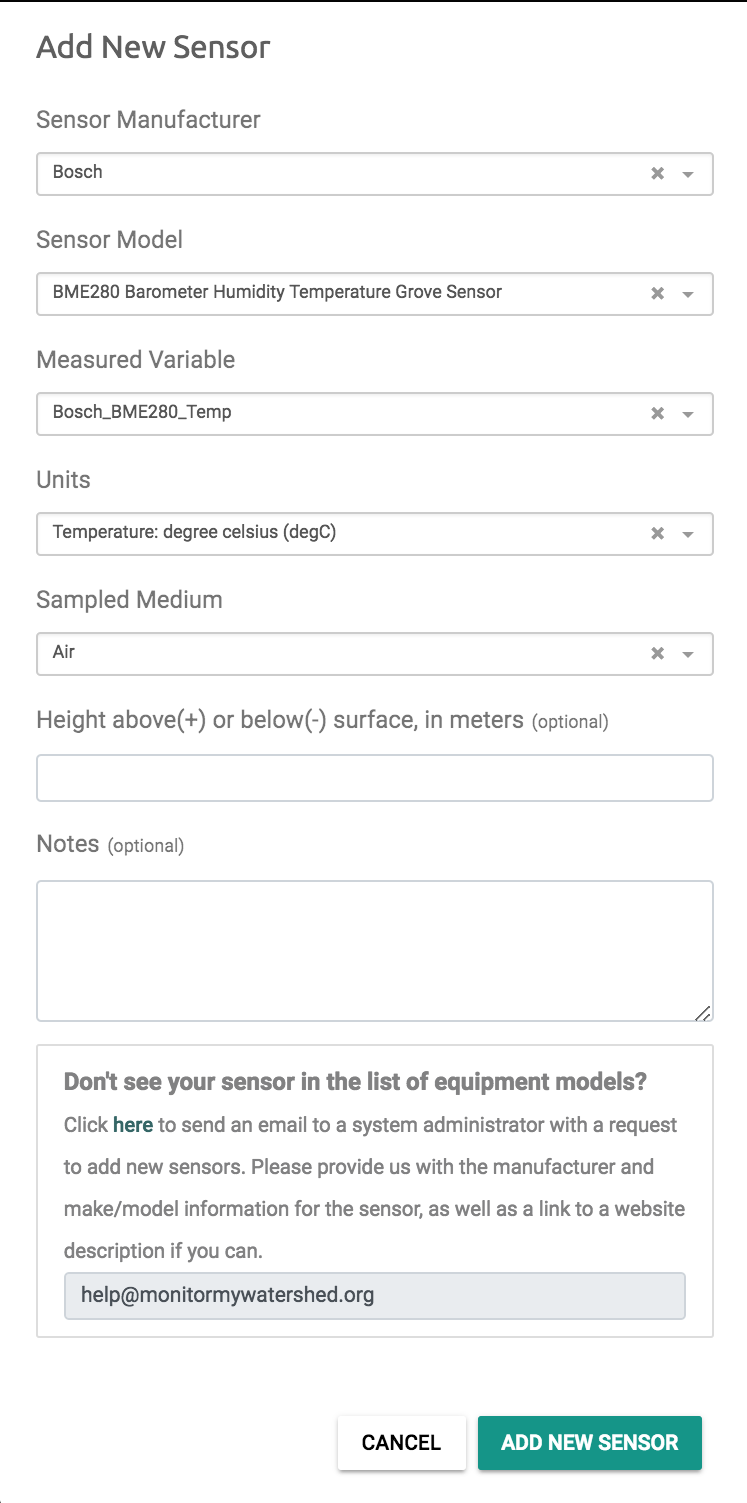 Add New Sensor
Sensor Manufacturer
Bosch
Sensor Model
BME280 Barometer Humidity Temperature Grove Sensor
Measured Variable
Bosch_BME280_Temp
Units
Temperature: degree celsius (degC)
Sampled Medium
Air
Height above(+) or below(-) surface, in meters (optional)
Notes (optional)
Don't see your sensor in the list of equipment models?
Click here to send an email to a system administrator with a request
to add new sensors. Please provide us with the manufacturer and
make/model information for the sensor, as well as a link to a website
description if you can.
help@monitormywatershed.org
CANCEL ADD NEW SENSOR